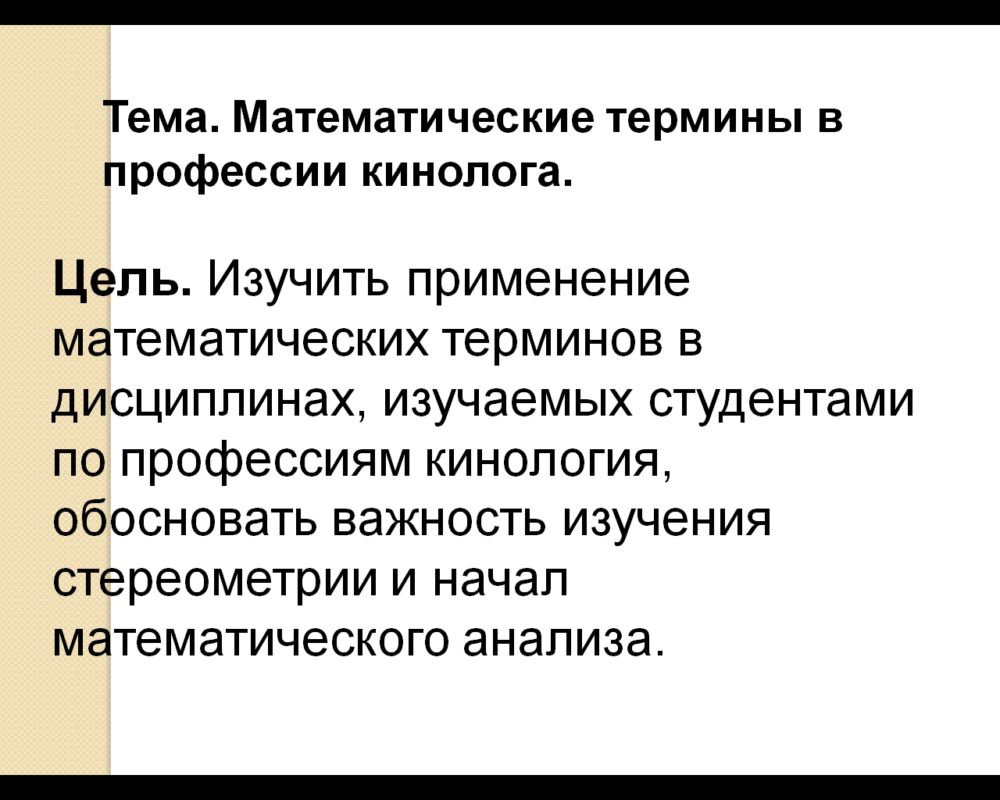 Тема. Математические термины в
профессии кинолога.
Цель. Изучить применение
математических терминов в
дисциплинах, изучаемых студентами
по профессиям кинология,
обосновать важность изучения
стереометрии и начал
математического анализа.